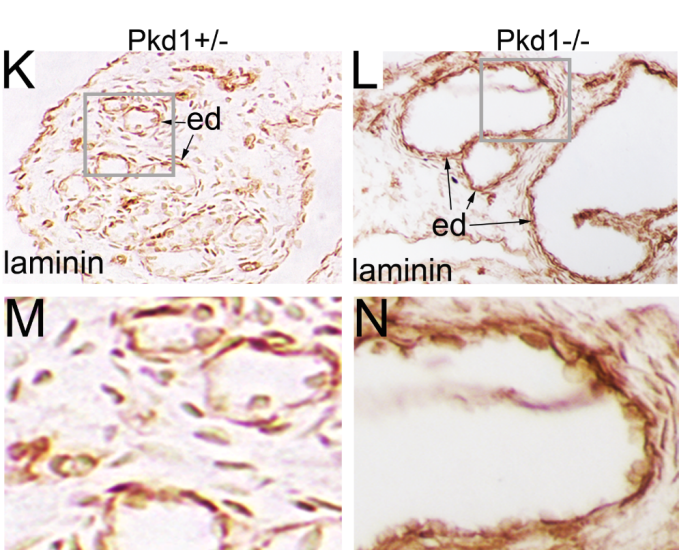 Pkd1+/- Pkd1-/-
K L
ed
ed
laminin laminin
M N